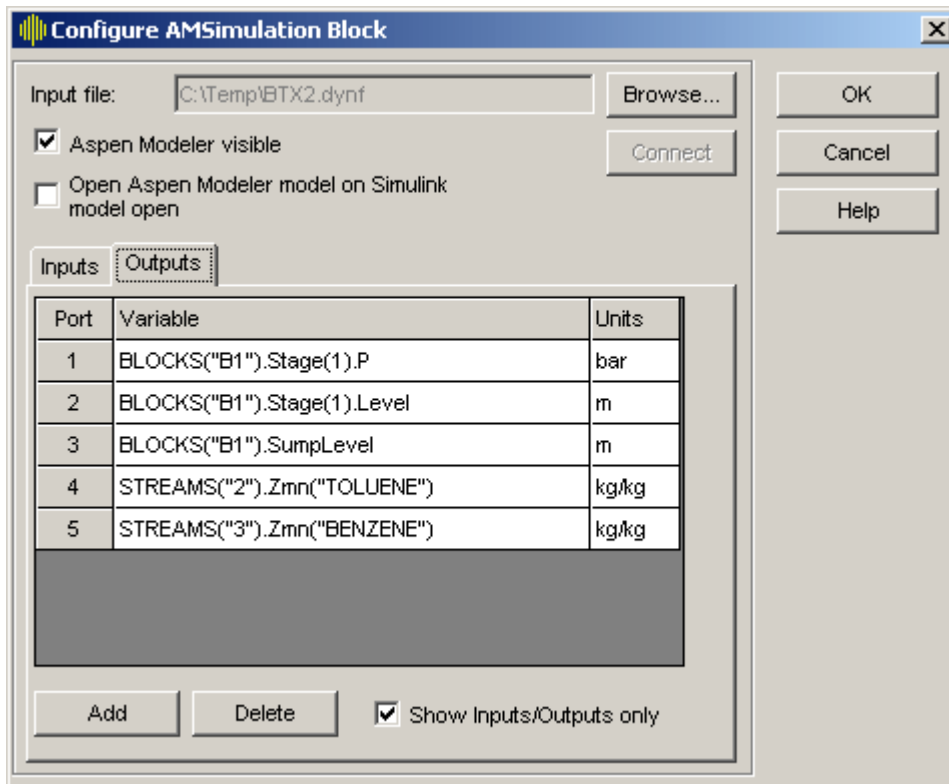 Configure AMSimulation Block
Input file: C:\Temp\BTX2.dynf Browse... OK
Aspen Modeler visible Connect Cancel
Open Aspen Modeler model on Simulink
model open
Help
Inputs Outputs
Port Variable Units
1 BLOCKS("B1").Stage(1).P bar
2 BLOCKS("B1").Stage(1).Level m
3 BLOCKS("B1").SumpLevel m
4 STREAMS("2").Zmn("TOLUENE") kg/kg
5 STREAMS("3").Zmn("BENZENE") kg/kg
Add Delete Show Inputs/Outputs only